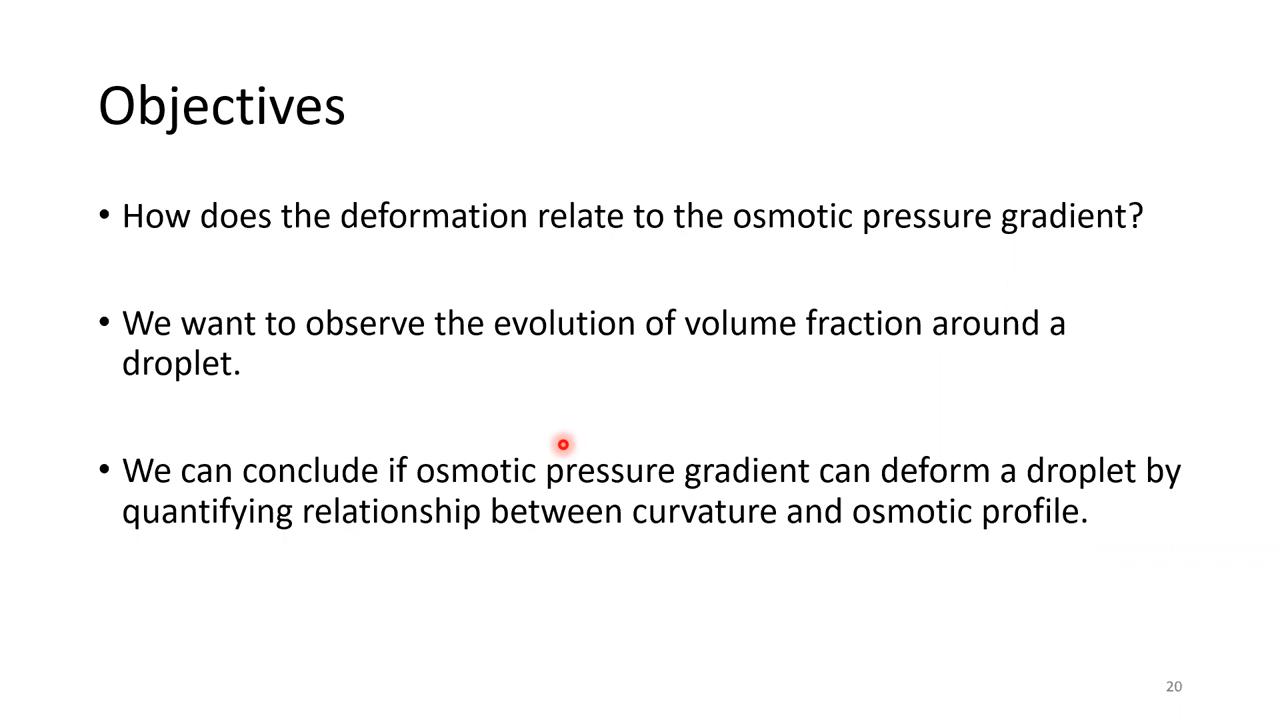 Objectives
• How does the deformation relate to the osmotic pressure gradient?
• We want to observe the evolution of volume fraction around a
droplet.
• We can conclude if osmotic pressure gradient can deform a droplet by
quantifying relationship between curvature and osmotic profile.
20